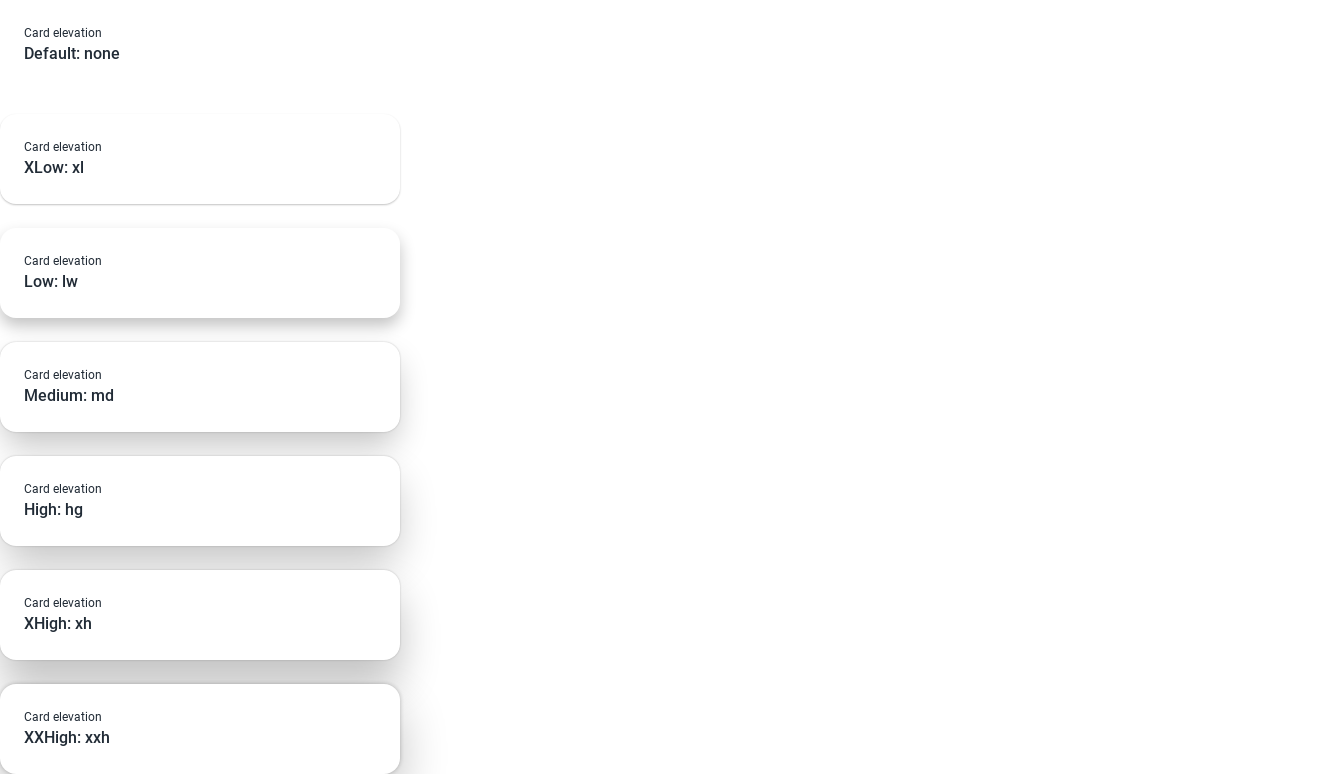 Card elevation
Default: none
Card elevation
XLow: xl
Card elevation
Low: lw
Card elevation
Medium: md
Card elevation
High: hg
Card elevation
XHigh: xh
Card elevation
XXHigh: xxh